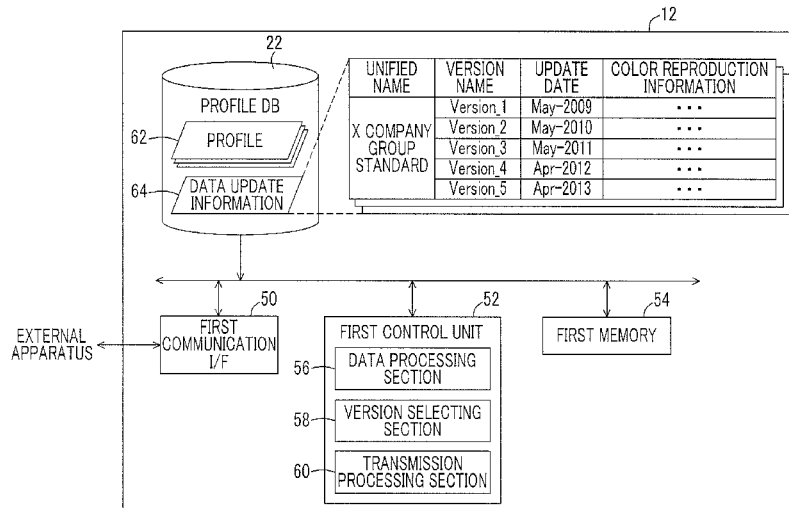 12
22
PROFILE DB
62
PROFILE
64
DATA UPDATE
INFORMATION
UNIFIED
NAME
VERSION
NAME
UPDATE
DATE
COLOR REPRODUCTION
INFORMATION
X COMPANY
GROUP
STANDARD
Version_1 May-2009 •••
Version_2 May-2010 •••
Version_3 May-2011 •••
Version_4 Apr-2012 •••
Version_5 Apr-2013 •••
EXTERNAL
APPARATUS
50
FIRST
COMMUNICATION
I/F
52
FIRST CONTROL UNIT
56
DATA PROCESSING
SECTION
58
VERSION SELECTING
SECTION
60
TRANSMISSION
PROCESSING SECTION
54
FIRST MEMORY